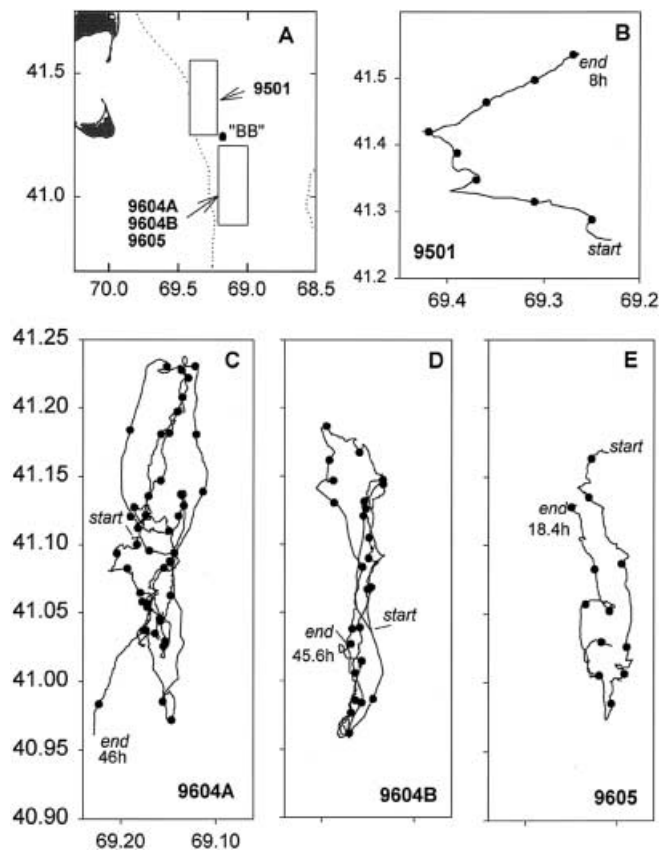 A
41.5
9501
"BB"
41.0
9604A
9604B
9605
70.0 69.5 69.0 68.5
B
41.5
end
8h
41.4
41.3
start
41.2
9501
69.4 69.3 69.2
41.25
C
41.20
41.15
start
41.10
41.05
41.00
40.95
end
46h
40.90
9604A
69.20 69.10
D
start
end
45.6h
9604B
E
start
end
18.4h
9605